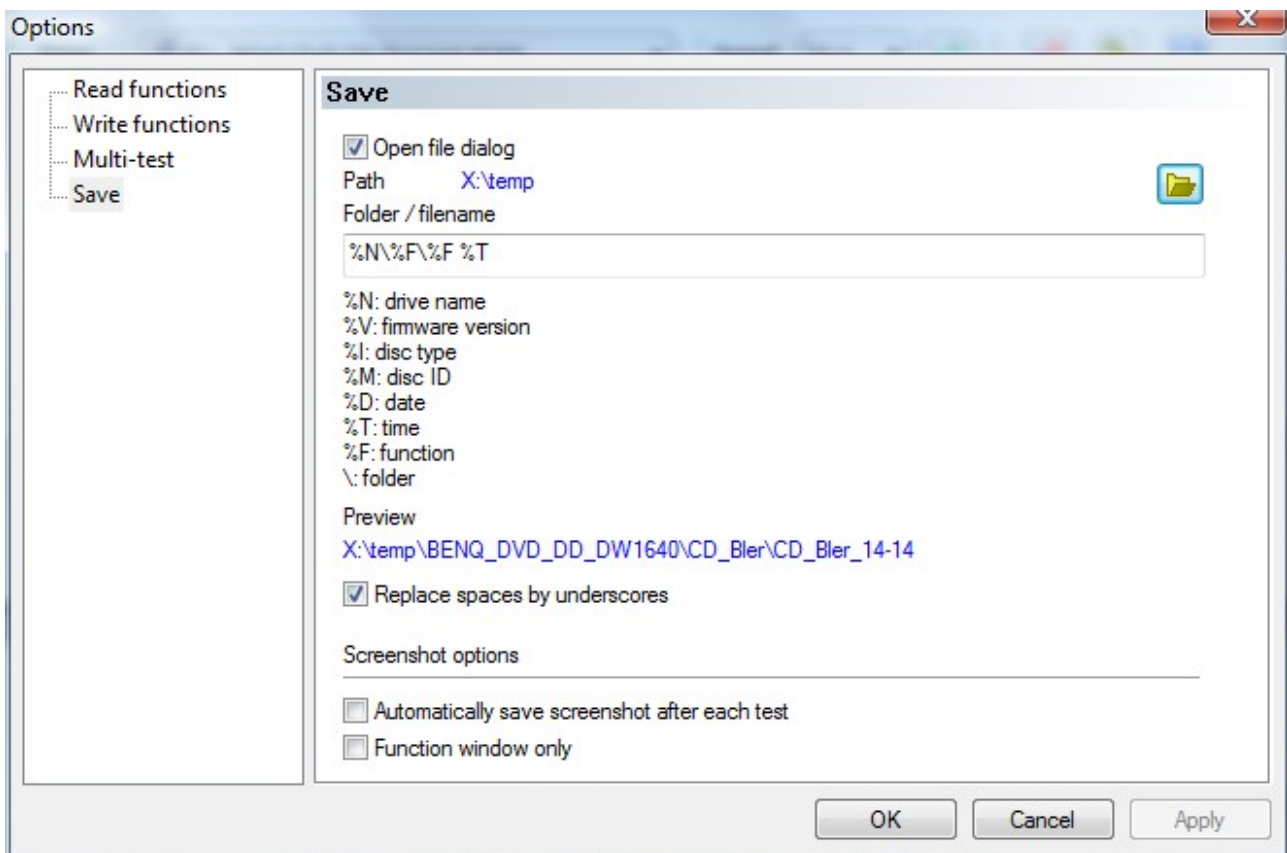 Options
Read functions
Write functions
Multi-test
Save
Save
Open file dialog
Path X:\temp
Folder / filename
%N\%F\%F %T
%N: drive name
%V: firmware version
%I: disc type
%M: disc ID
%D: date
%T: time
%F: function
\: folder
Preview
X:\temp\BENQ_DVD_DD_DW1640\CD_Bler\CD_Bler_14-14
Replace spaces by underscores
Screenshot options
Automatically save screenshot after each test
Function window only
OK Cancel Apply